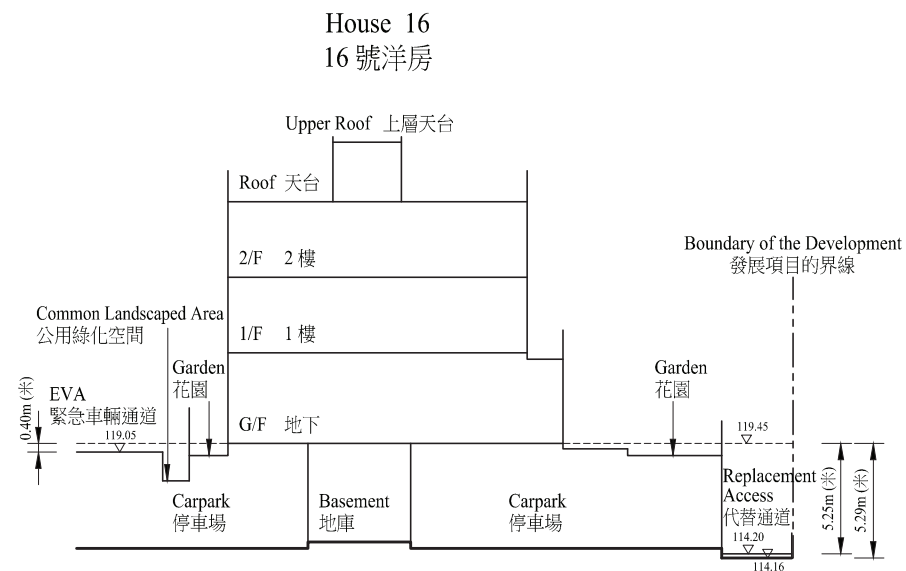 House 16
16 號洋房
Upper Roof 上層天台
Roof 天台
2/F 2 樓
Boundary of the Development
發展項目的界線
Common Landscaped Area
公用綠化空間
1/F 1 樓
Garden
花園
Garden
花園
EVA
緊急車輛通道
0.40m (米)
119.05
G/F 地下
119.45
Carpark
停車場
Basement
地庫
Carpark
停車場
Replacement
Access
代替通道
5.25m (米)
5.29m (米)
114.20
114.16